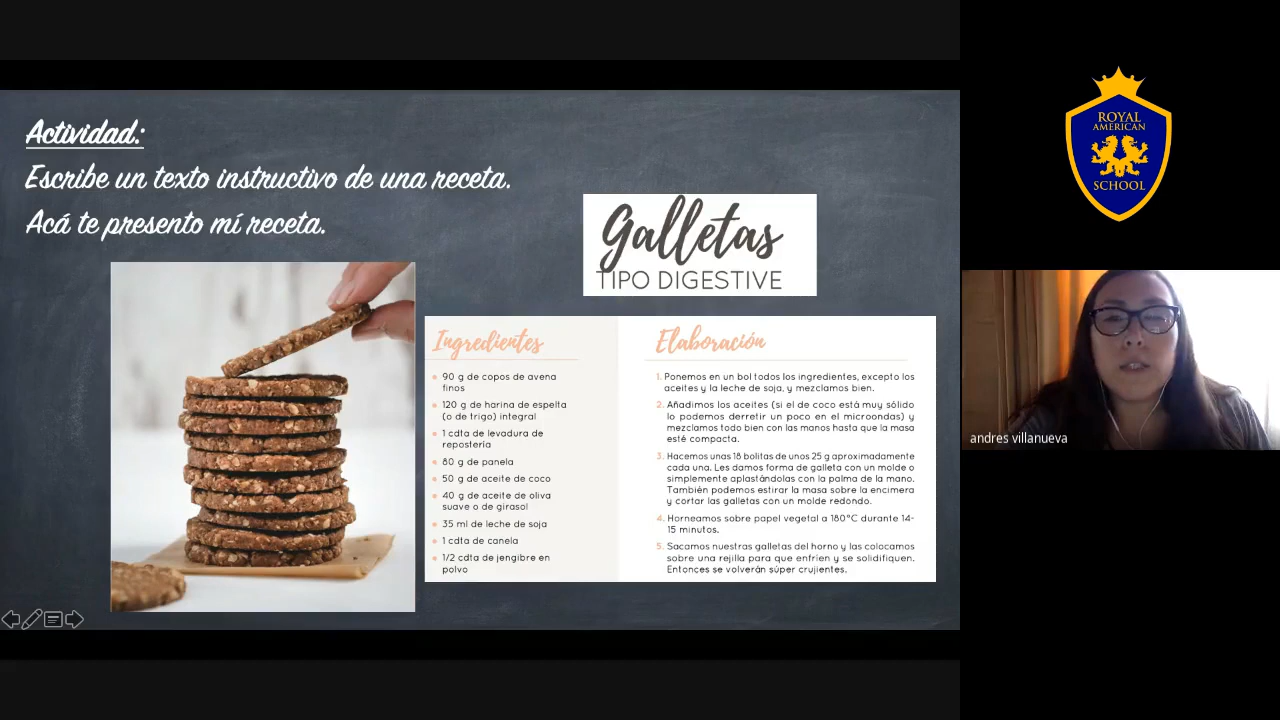 Actividad:
Escribe un texto instructivo de una receta.
Acá te presento mí receta.
Galletas
TIPO DIGESTIVE
Ingredientes
90 g de copos de avena
finos
120 g de harina de espelta
(o de trigo) integral
1 cdta de levadura de
repostería
80 g de panela
50 g de aceite de coco
40 g de aceite de oliva
suave o de girasol
35 ml de leche de soja
1 cdta de canela
1/2 cdta de jengibre en
polvo
Elaboración
1. Ponemos en un bol todos los ingredientes, excepto los
aceites y la leche de soja, y mezclamos bien.
2. Añadimos los aceites (si el de coco está muy sólido
lo podemos derretir un poco en el microondas) y
mezclamos todo bien con las manos hasta que la masa
esté compacta.
3. Hacemos unas 18 bolitas de unos 25 g aproximadamente
cada una. Les damos forma de galleta con un molde o
simplemente aplastándolas con la palma de la mano.
También podemos estirar la masa sobre la encimera
y cortar las galletas con un molde redondo.
4. Horneamos sobre papel vegetal a 180°C durante 14-
15 minutos.
5. Sacamos nuestras galletas del horno y las colocamos
sobre una rejilla para que enfríen y se solidifiquen.
Entonces se volverán súper crujientes.
ROYAL
AMERICAN
SCHOOL
andres villanueva